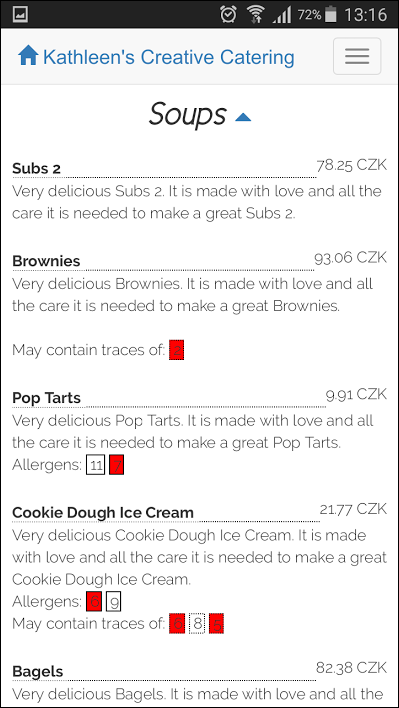 72% 13:16
Kathleen's Creative Catering
Soups
Subs 2 78.25 CZK
Very delicious Subs 2. It is made with love and all the
care it is needed to make a great Subs 2.
Brownies 93.06 CZK
Very delicious Brownies. It is made with love and all
the care it is needed to make a great Brownies.
May contain traces of: 2
Pop Tarts 9.91 CZK
Very delicious Pop Tarts. It is made with love and all
the care it is needed to make a great Pop Tarts.
Allergens: 11 7
Cookie Dough Ice Cream 21.77 CZK
Very delicious Cookie Dough Ice Cream. It is made
with love and all the care it is needed to make a great
Cookie Dough Ice Cream.
Allergens: 9
May contain traces of: 6 8 5
Bagels 82.38 CZK
Very delicious Bagels. It is made with love and all the